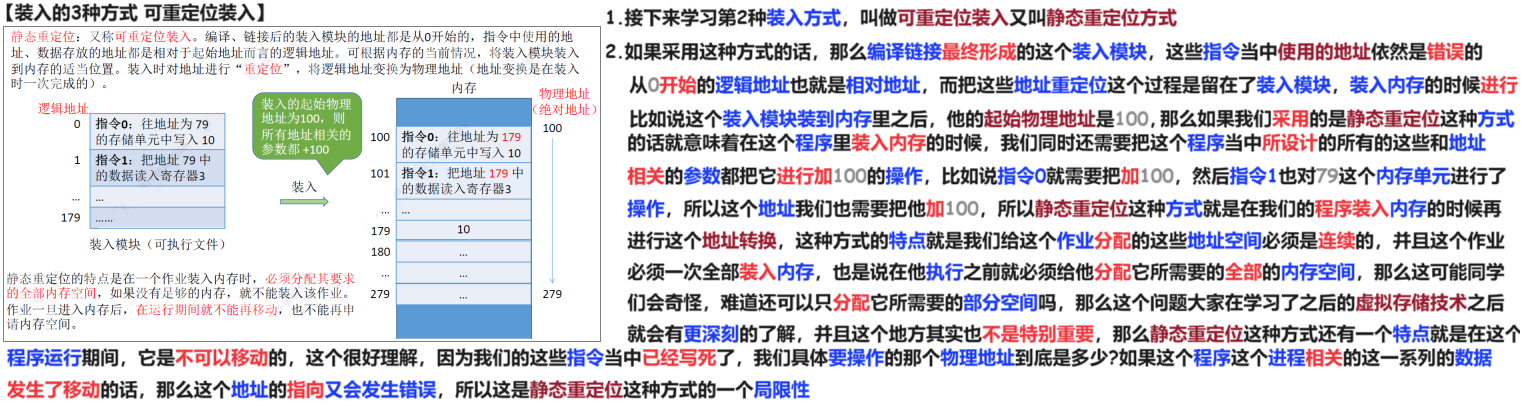 【装入的3种方式 可重定位装入】
静态重定位：又称可重定位装入。编译、链接后的装入模块的地址都是从0开始的，指令中使用的地
址、数据存放的地址都是相对于起始地址而言的逻辑地址。可根据内存的当前情况，将装入模块装入
到内存的适当位置。装入时对地址进行“重定位”，将逻辑地址变换为物理地址（地址变换是在装入
时一次完成的）。
逻辑地址
0
指令0：往地址为 79
的存储单元中写入 10
1
指令1：把地址 79 中
的数据读入寄存器3
...
...
179
......
装入模块（可执行文件）
装入的起始物理
地址为100，则
所有地址相关的
参数都 +100
装入
内存
物理地址
（绝对地址）
100
指令0：往地址为 179
的存储单元中写入 10
100
101
指令1：把地址 179 中
的数据读入寄存器3
...
...
179
10
180
...
...
...
279
...
279
静态重定位的特点是在一个作业装入内存时，必须分配其要求
的全部内存空间，如果没有足够的内存，就不能装入该作业。
作业一旦进入内存后，在运行期间就不能再移动，也不能再申
请内存空间。
1.接下来学习第2种装入方式，叫做可重定位装入又叫静态重定位方式
2.如果采用这种方式的话，那么编译链接最终形成的这个装入模块，这些指令当中使用的地址依然是错误的
从0开始的逻辑地址也就是相对地址，而把这些地址重定位这个过程是留在了装入模块，装入内存的时候进行
比如说这个装入模块装到内存里之后，他的起始物理地址是100,那么如果我们采用的是静态重定位这种方式
的话就意味着在这个程序里装入内存的时候，我们同时还需要把这个程序当中所设计的所有的这些和地址
相关的参数都把它进行加100的操作，比如说指令0就需要把加100，然后指令1也对79这个内存单元进行了
操作，所以这个地址我们也需要把他加100，所以静态重定位这种方式就是在我们的程序装入内存的时候再
进行这个地址转换，这种方式的特点就是我们给这个作业分配的这些地址空间必须是连续的，并且这个作业
必须一次全部装入内存，也是说在他执行之前就必须给他分配它所需要的全部的内存空间，那么这可能同学
们会奇怪，难道还可以只分配它所需要的部分空间吗，那么这个问题大家在学习了之后的虚拟存储技术之后
就会有更深刻的了解，并且这个地方其实也不是特别重要，那么静态重定位这种方式还有一个特点就是在这个
程序运行期间，它是不可以移动的，这个很好理解，因为我们的这些指令当中已经写死了，我们具体要操作的那个物理地址到底是多少?如果这个程序这个进程相关的这一系列的数据
发生了移动的话，那么这个地址的指向又会发生错误，所以这是静态重定位这种方式的一个局限性